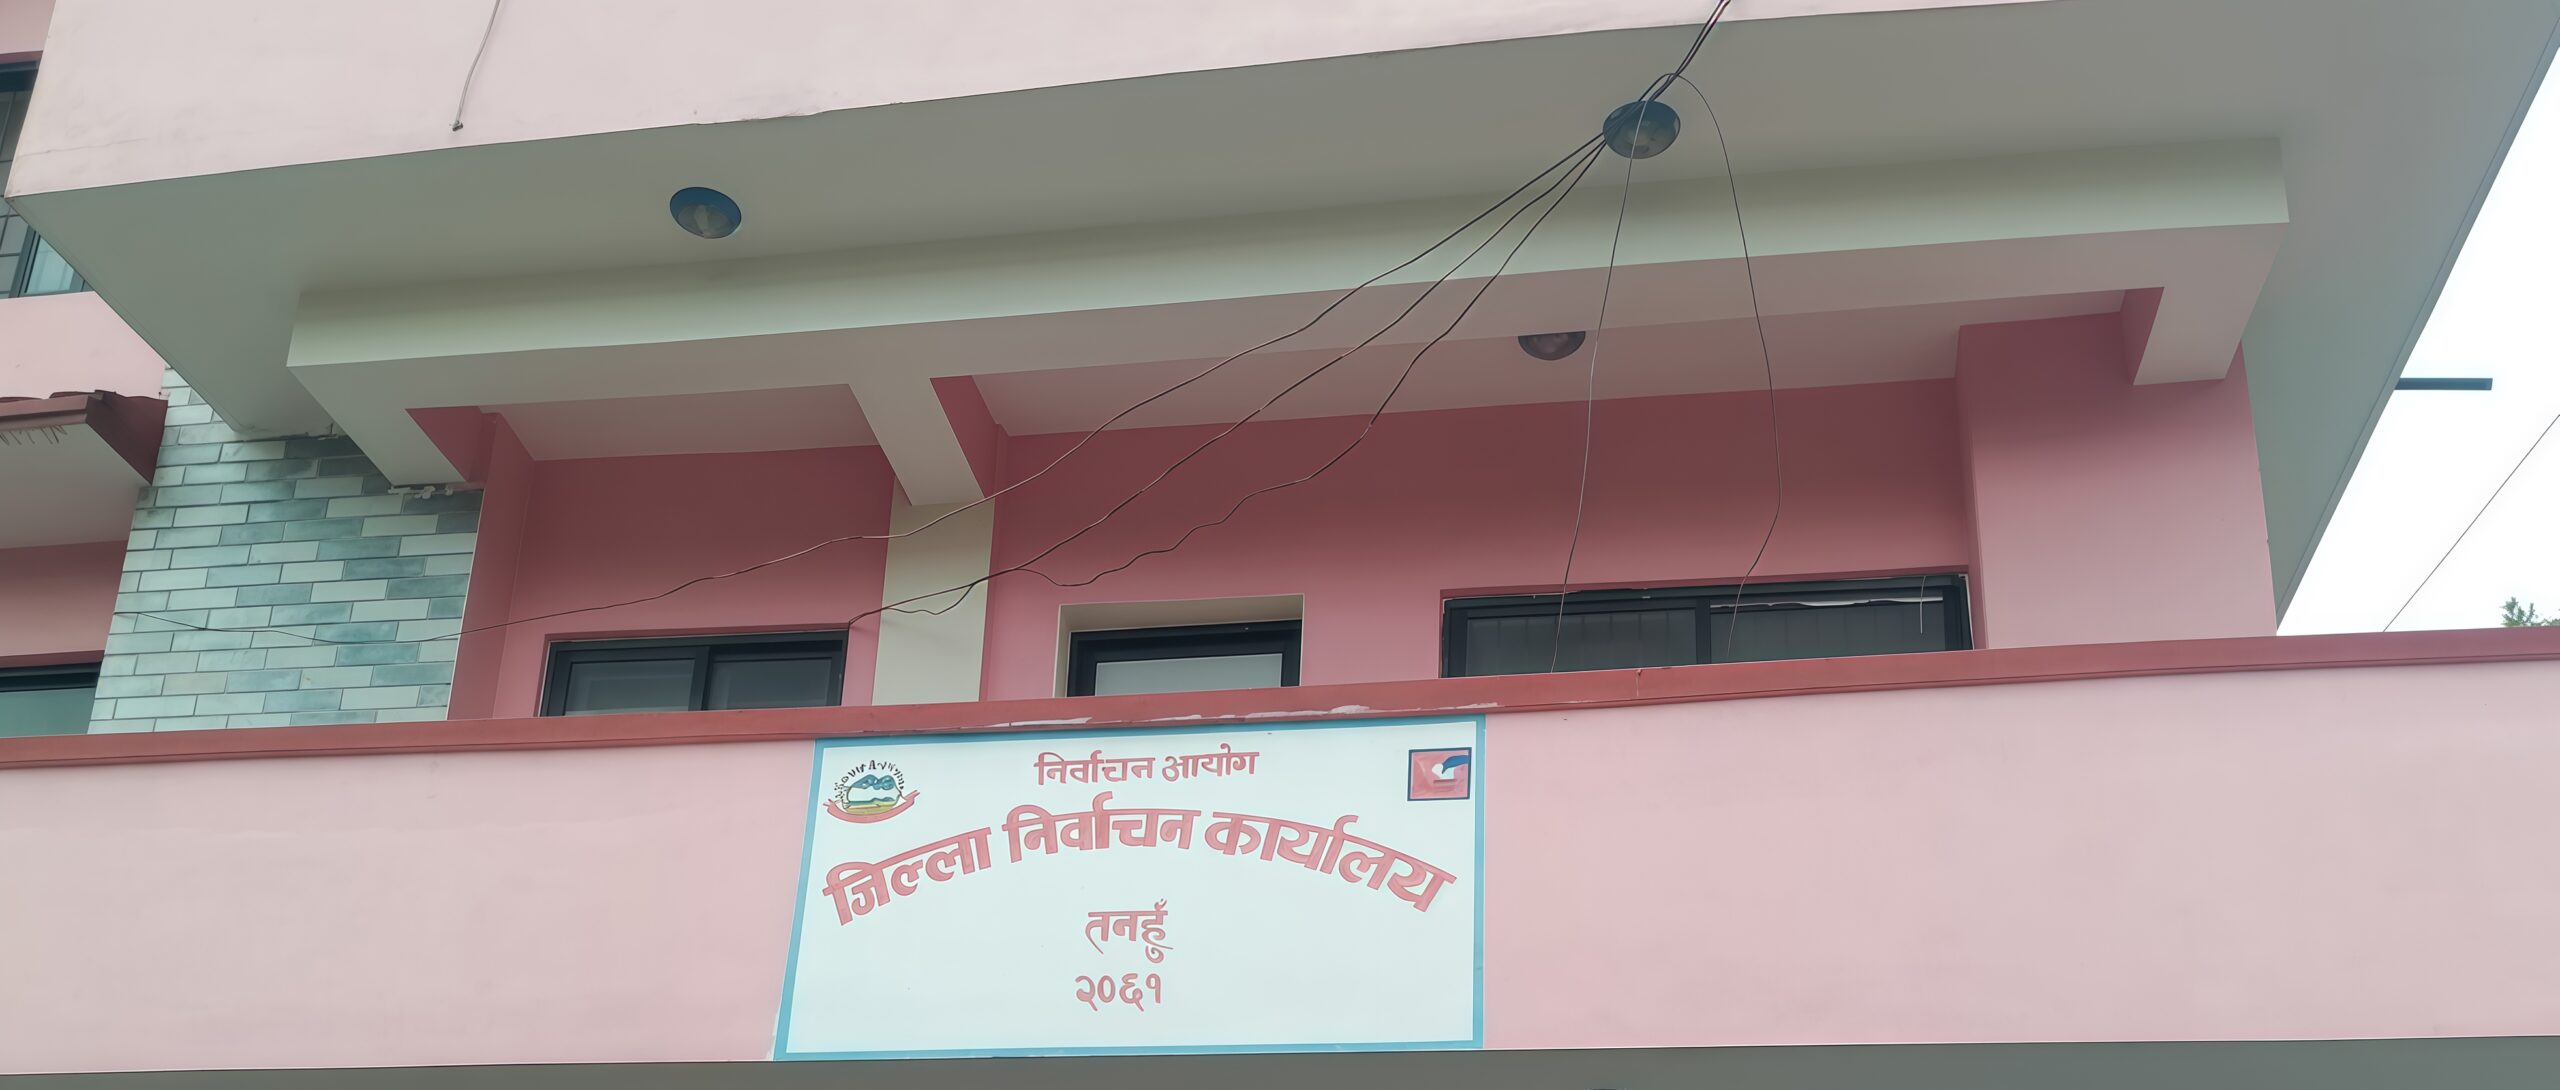 निर्वाचन आयोग
जिल्ला निर्वाचन कार्यालय
तनहुँ
२०६१